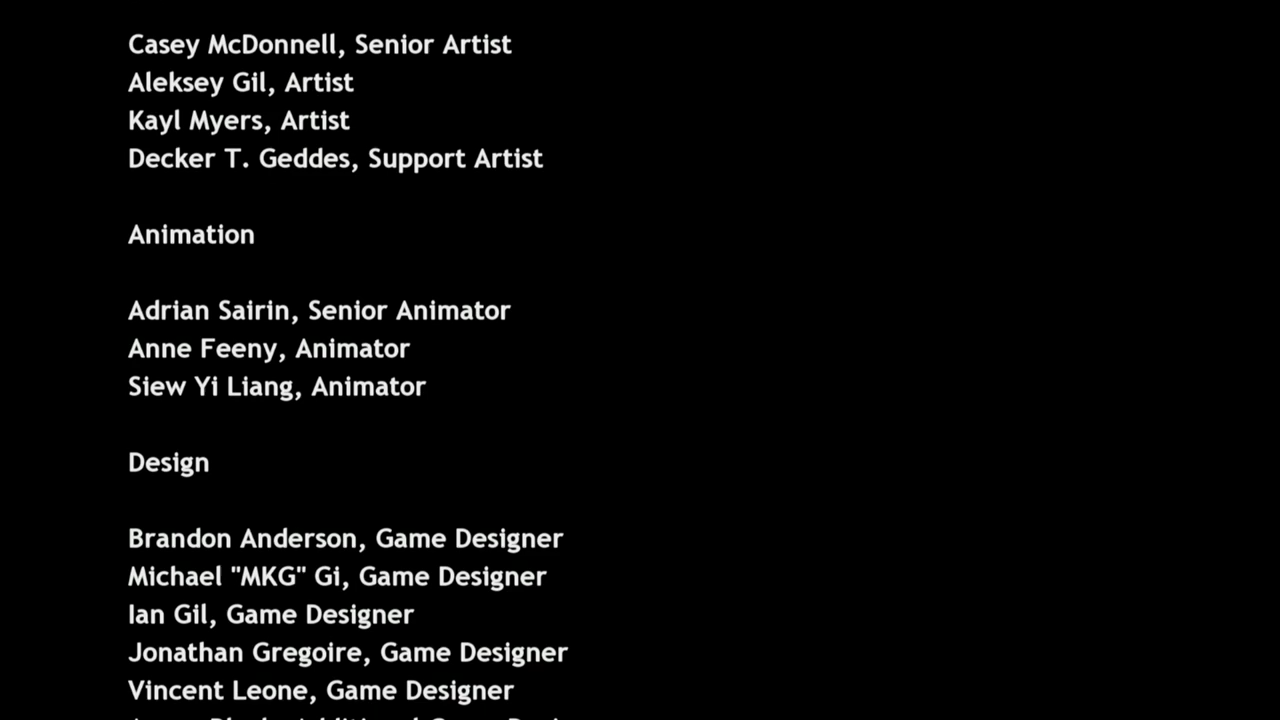 Casey McDonnell, Senior Artist
Aleksey Gil, Artist
Kayl Myers, Artist
Decker T. Geddes, Support Artist
Animation
Adrian Sairin, Senior Animator
Anne Feeny, Animator
Siew Yi Liang, Animator
Design
Brandon Anderson, Game Designer
Michael "MKG" Gi, Game Designer
Ian Gil, Game Designer
Jonathan Gregoire, Game Designer
Vincent Leone, Game Designer